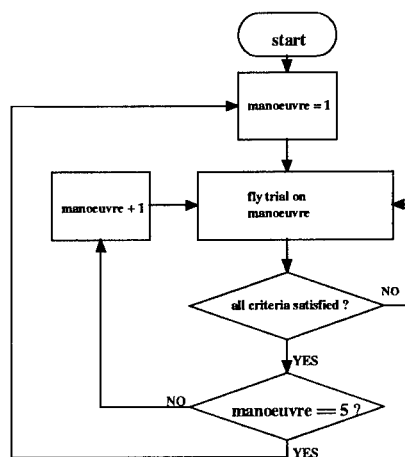 start
manoeuvre = 1
manoeuvre + 1
fly trial on
manoeuvre
all criteria satisfied ?
NO
YES
NO
manoeuvre == 5 ?
YES